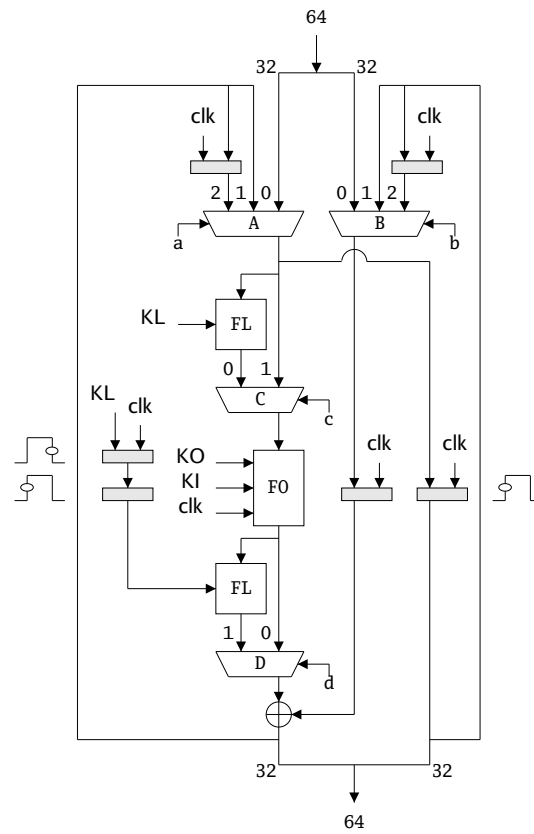 64
32 32
clk clk
2 1 0 0 1 2
A B
a b
KL FL
0 1
KL clk C
c
clk clk
KO
KI FO
clk
FL
1 0
D
d
32 32
64